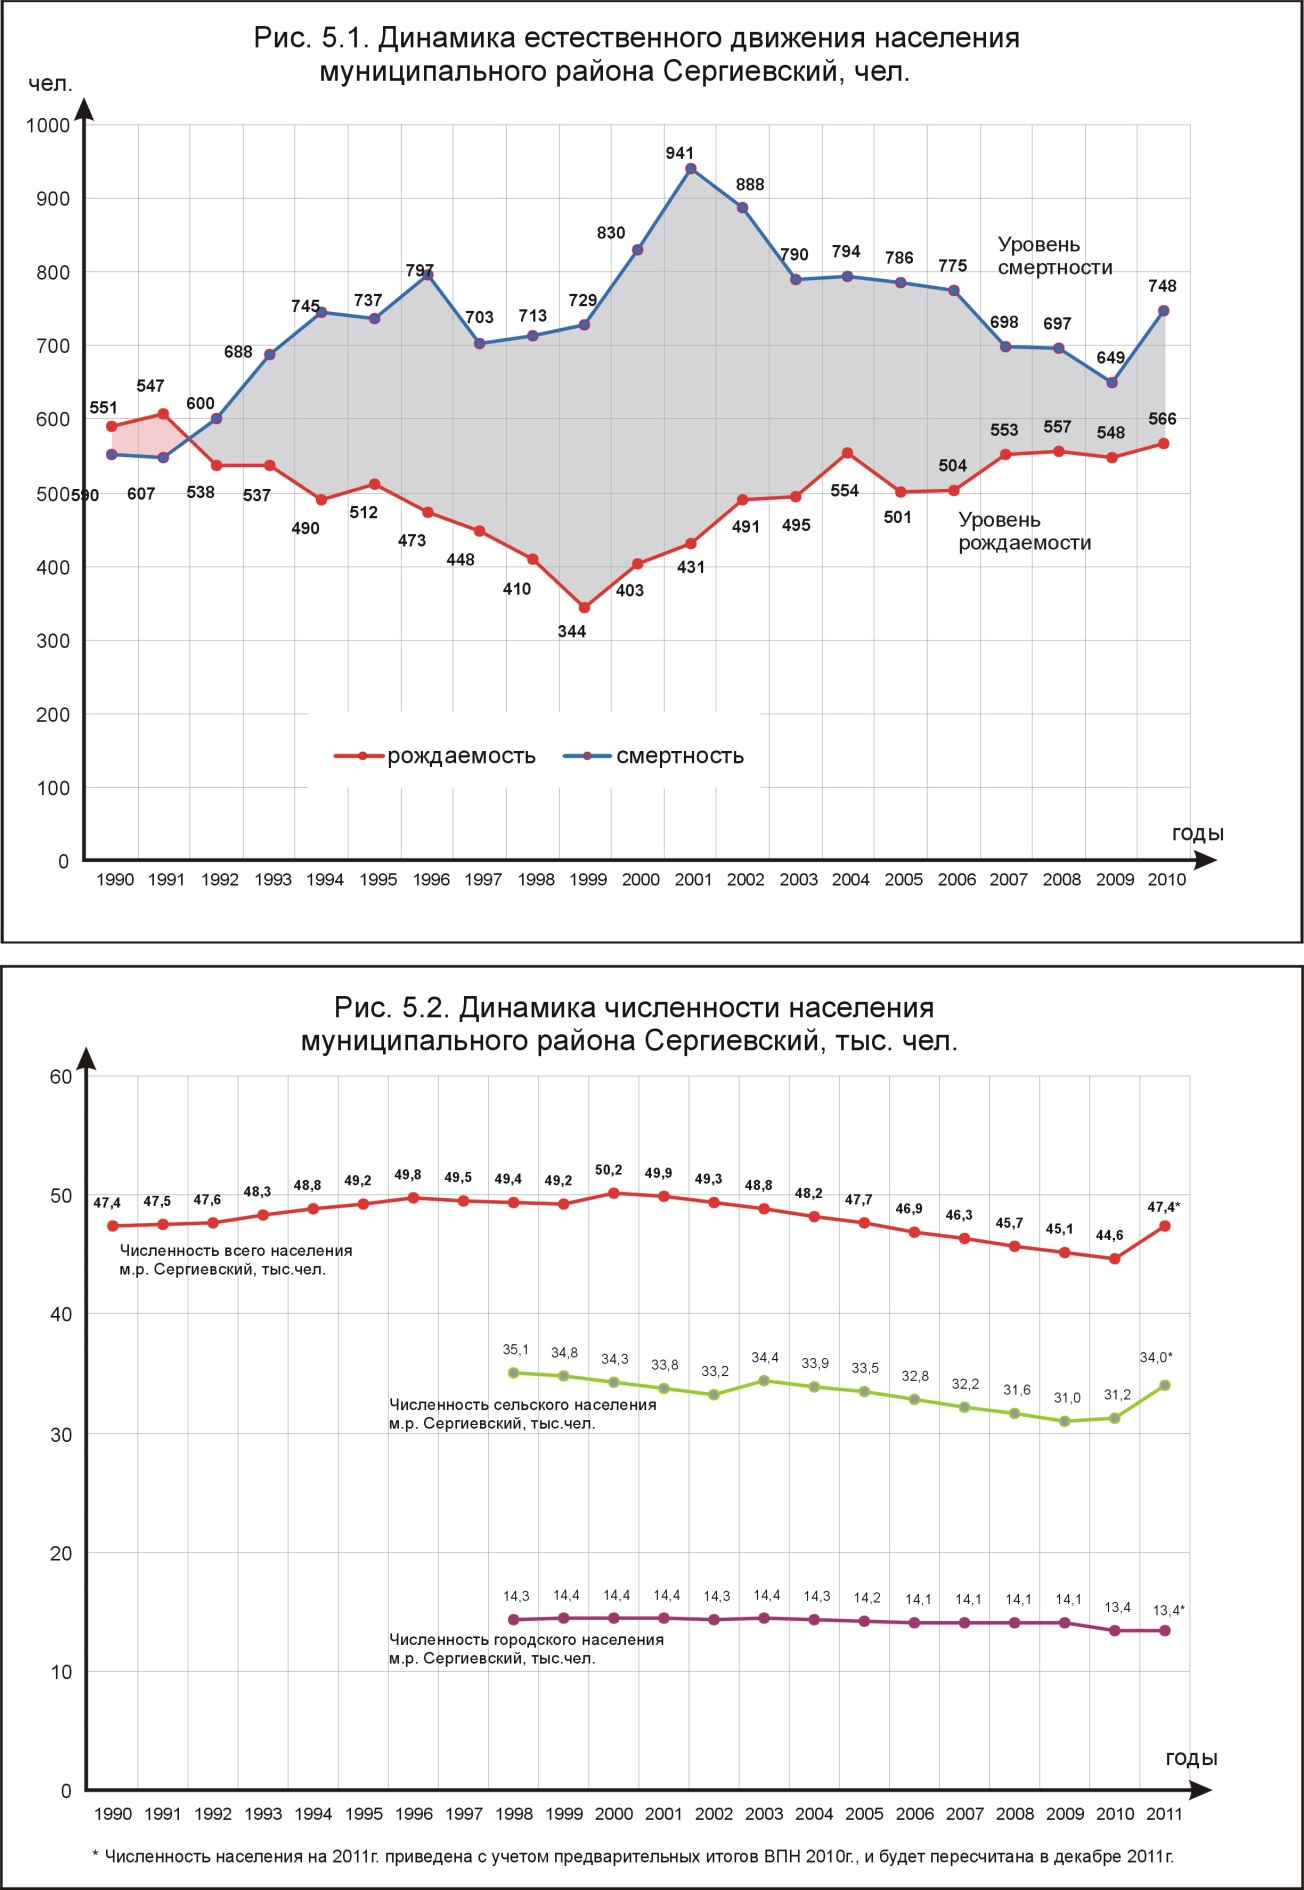 Рис. 5.1. Динамика естественного движения населения
муниципального района Сергиевский, чел.
чел.
1000
900
800
700
600
500
400
300
200
100
0
941
888
830
790
794
786
775
797
745
737
703
713
729
688
698
697
649
748
551
547
600
590
607
538
537
490
512
473
448
410
344
403
431
491
495
554
501
504
553
557
548
566
Уровень
смертности
Уровень
рождаемости
рождаемость
смертность
годы
1990 1991 1992 1993 1994 1995 1996 1997 1998 1999 2000 2001 2002 2003 2004 2005 2006 2007 2008 2009 2010
Рис. 5.2. Динамика численности населения
муниципального района Сергиевский, тыс. чел.
60
50
40
30
20
10
0
47,4 47,5 47,6 48,3 48,8 49,2 49,8 49,5 49,4 49,2 50,2 49,9 49,3 48,8 48,2 47,7 46,9 46,3 45,7 45,1 44,6 47,4*
Численность всего населения
м.р. Сергиевский, тыс.чел.
35,1 34,8 34,3 33,8 33,2 34,4 33,9 33,5 32,8 32,2 31,6 31,0 31,2 34,0*
Численность сельского населения
м.р. Сергиевский, тыс.чел.
14,3 14,4 14,4 14,4 14,3 14,4 14,3 14,2 14,1 14,1 14,1 14,1 13,4 13,4*
Численность городского населения
м.р. Сергиевский, тыс.чел.
годы
1990 1991 1992 1993 1994 1995 1996 1997 1998 1999 2000 2001 2002 2003 2004 2005 2006 2007 2008 2009 2010 2011
* Численность населения на 2011г. приведена с учетом предварительных итогов ВПН 2010г., и будет пересчитана в декабре 2011г.